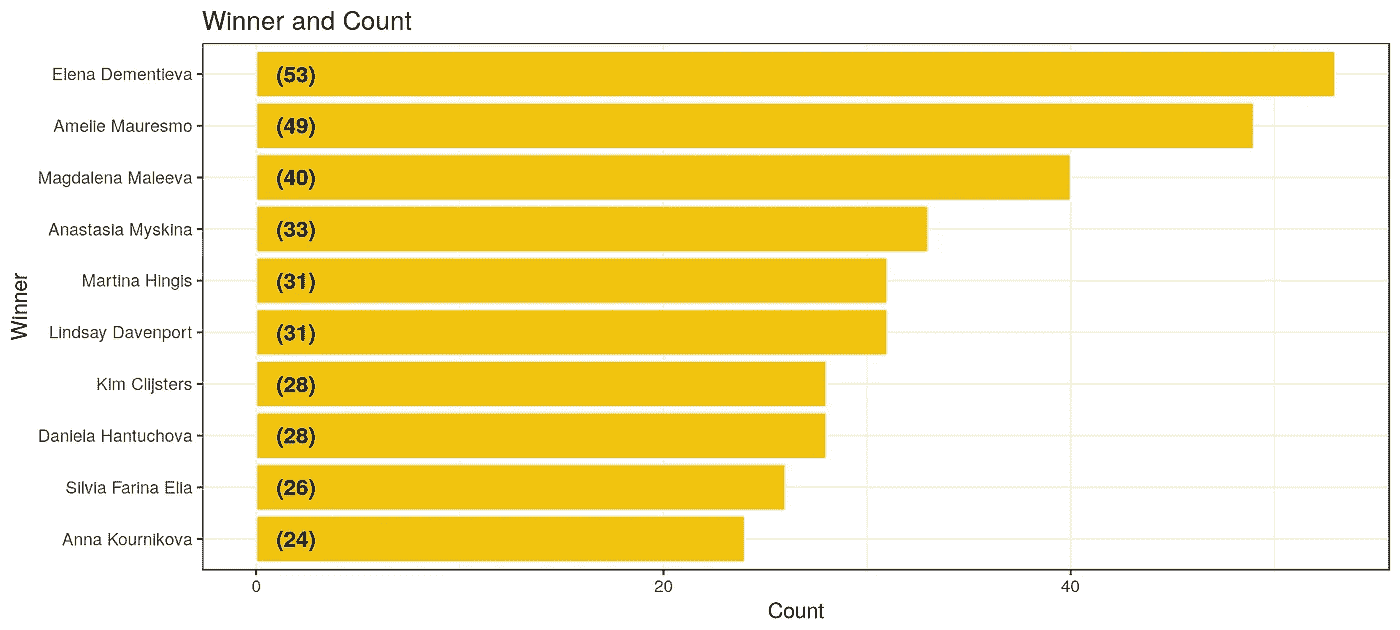 Winner and Count
Elena Dementieva (53)
Amelie Mauresmo (49)
Magdalena Maleeva (40)
Anastasia Myskina (33)
Martina Hingis (31)
Lindsay Davenport (31)
Kim Clijsters (28)
Daniela Hantuchova (28)
Silvia Farina Elia (26)
Anna Kournikova (24)
Winner
0 20 40
Count